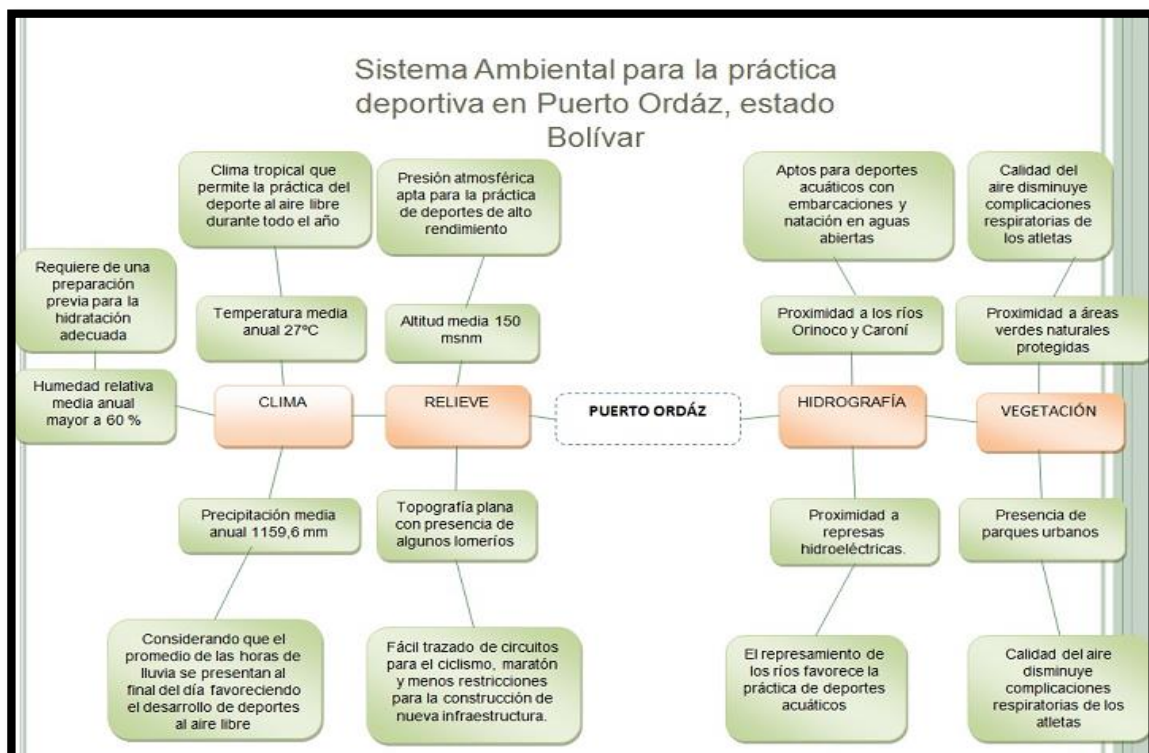 Sistema Ambiental para la práctica
deportiva en Puerto Ordáz, estado
Bolívar
Clima tropical que
permite la práctica del
deporte al aire libre
durante todo el año
Presión atmosférica
apta para la práctica
de deportes de alto
rendimiento
Aptos para deportes
acuáticos con
embarcaciones y
natación en aguas
abiertas
Calidad del
aire disminuye
complicaciones
respiratorias de
los atletas
Requiere de una
preparación
previa para la
hidratación
adecuada
Temperatura media
anual 27ºC
Altitud media 150
msnm
Proximidad a los ríos
Orinoco y Caroní
Proximidad a áreas
verdes naturales
protegidas
Humedad relativa
media anual
mayor a 60 %
CLIMA
RELIEVE
PUERTO ORDÁZ
HIDROGRAFÍA
VEGETACIÓN
Precipitación media
anual 1159,6 mm
Topografía plana
con presencia de
algunos lomeríos
Proximidad a
represas
hidroeléctricas.
Presencia de
parques urbanos
Considerando que el
promedio de las horas de
lluvia se presentan al
final del día favoreciendo
el desarrollo de deportes
al aire libre
Fácil trazado de circuitos
para el ciclismo, maratón
y menos restricciones
para la construcción de
nueva infraestructura.
El represamiento de
los ríos favorece la
práctica de deportes
acuáticos
Calidad del aire
disminuye
complicaciones
respiratorias de los
atletas